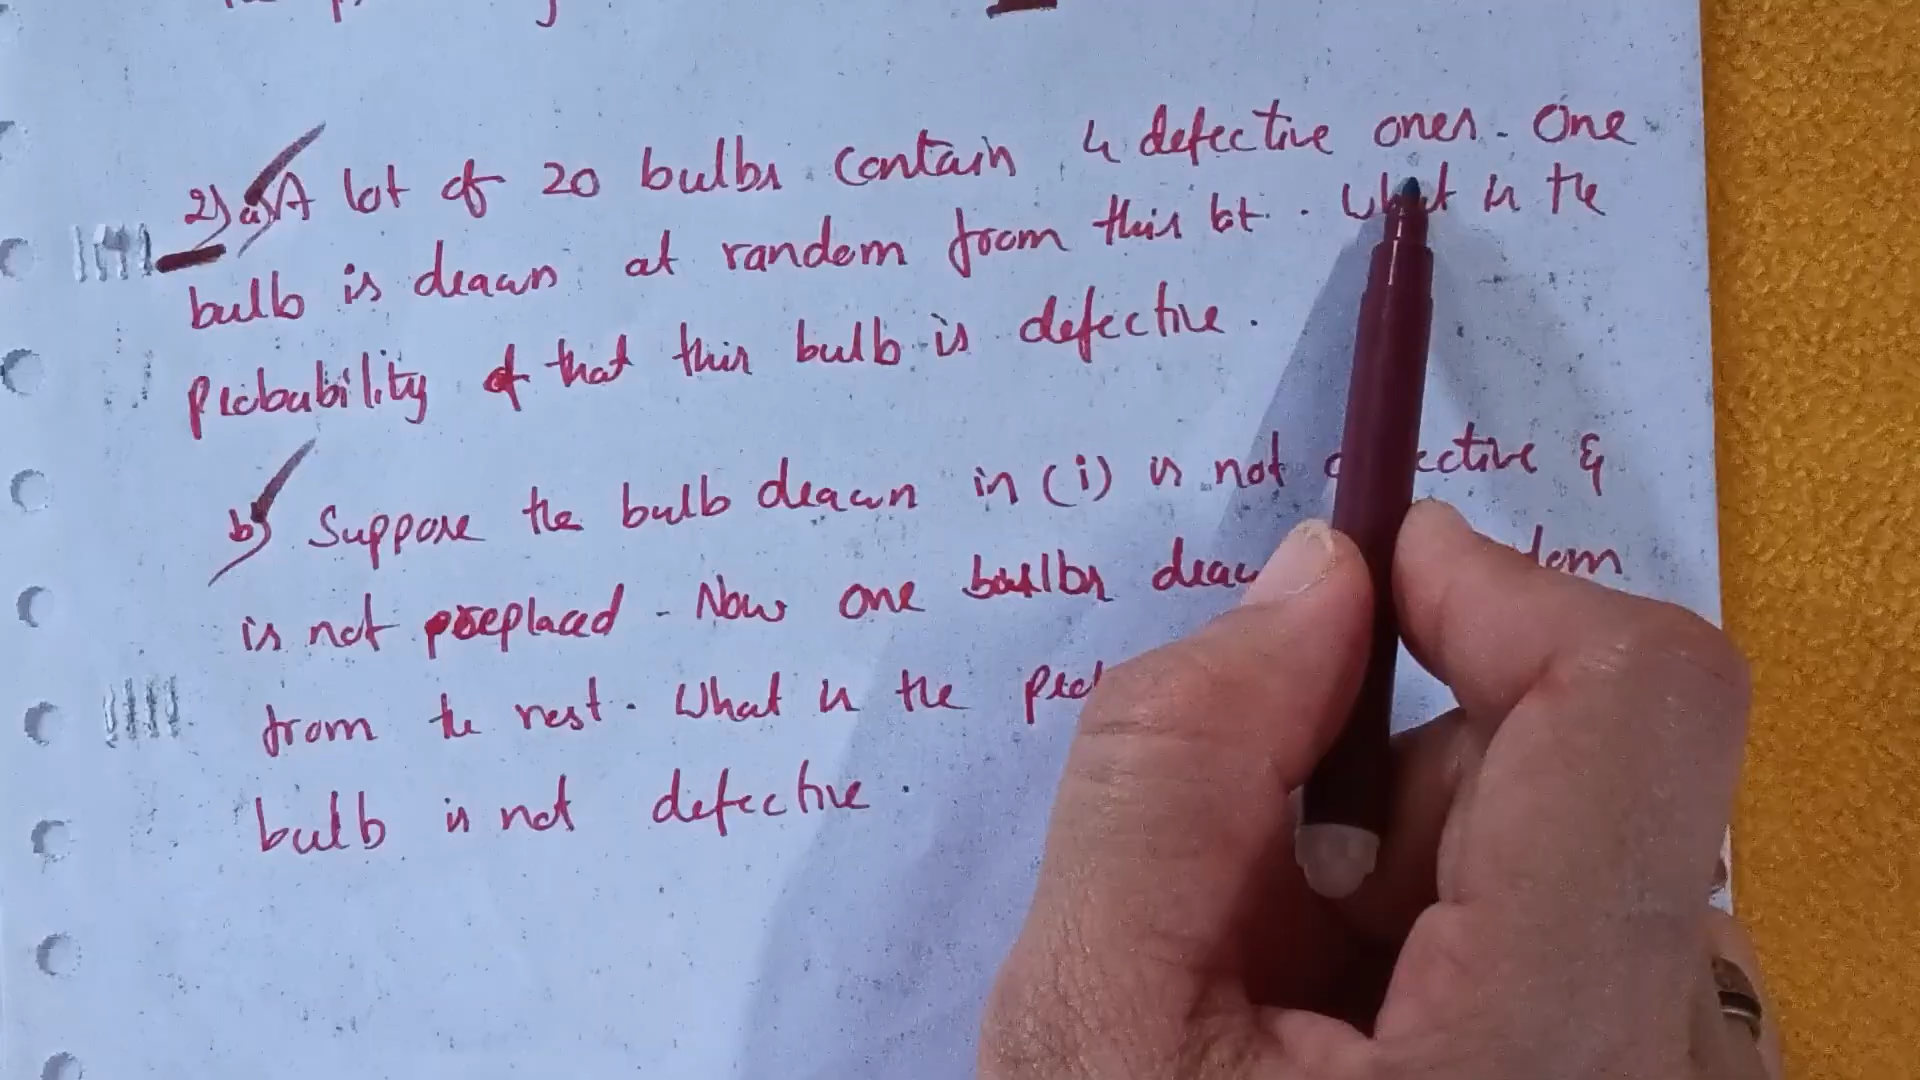 2) a) A lot of 20 bulbs contain 4 defective ones. One
bulb is drawn at random from this lot. What is the
probability of that this bulb is defective.
b) Suppose the bulb drawn in (i) is not &
is not replaced. Now one bulbs
from the rest. What is the
bulb is not defective.